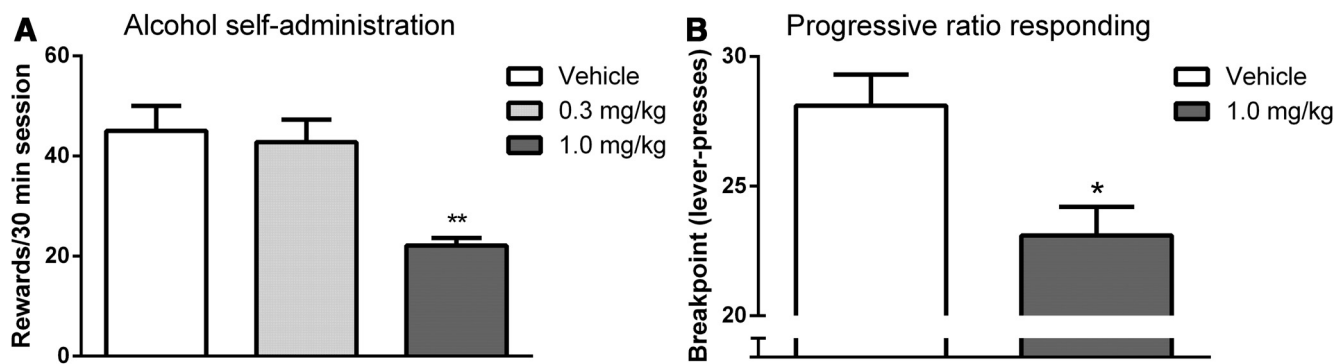 A
Alcohol self-administration
Rewards/30 min session
60
40
20
0
Vehicle
0.3 mg/kg
1.0 mg/kg
**
B
Progressive ratio responding
Breakpoint (lever-presses)
30
25
20
Vehicle
1.0 mg/kg
*